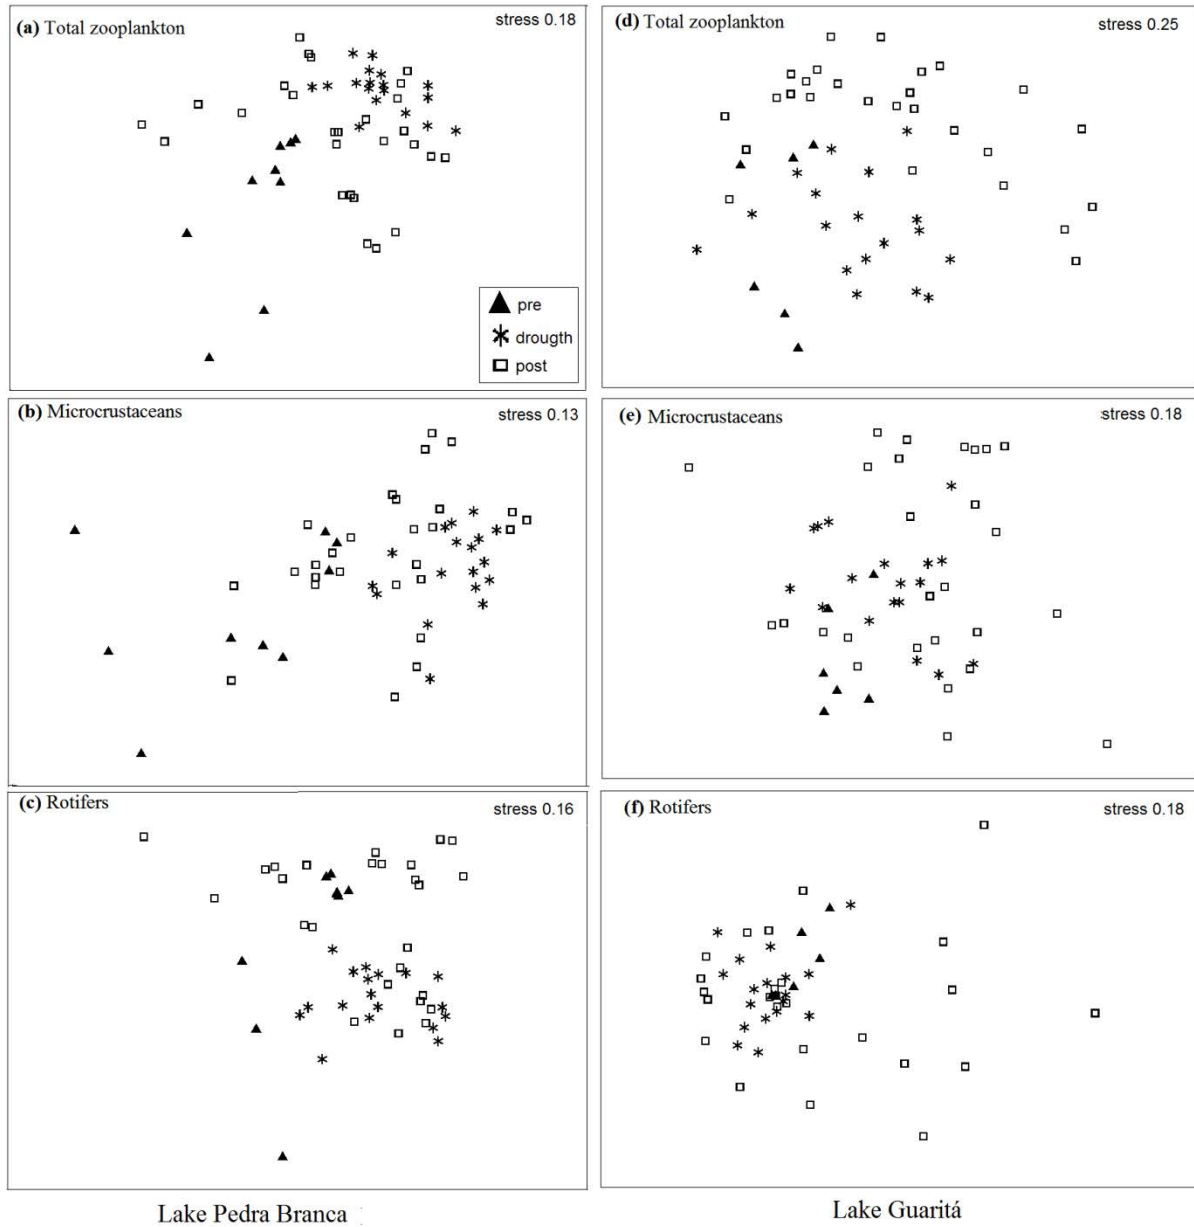 (a) Total zooplankton
stress 0.18
pre
drougth
post
(b) Microcrustaceans
stress 0.13
(c) Rotifers
stress 0.16
Lake Pedra Branca
(d) Total zooplankton
stress 0.25
(e) Microcrustaceans
stress 0.18
(f) Rotifers
stress 0.18
Lake Guaritá